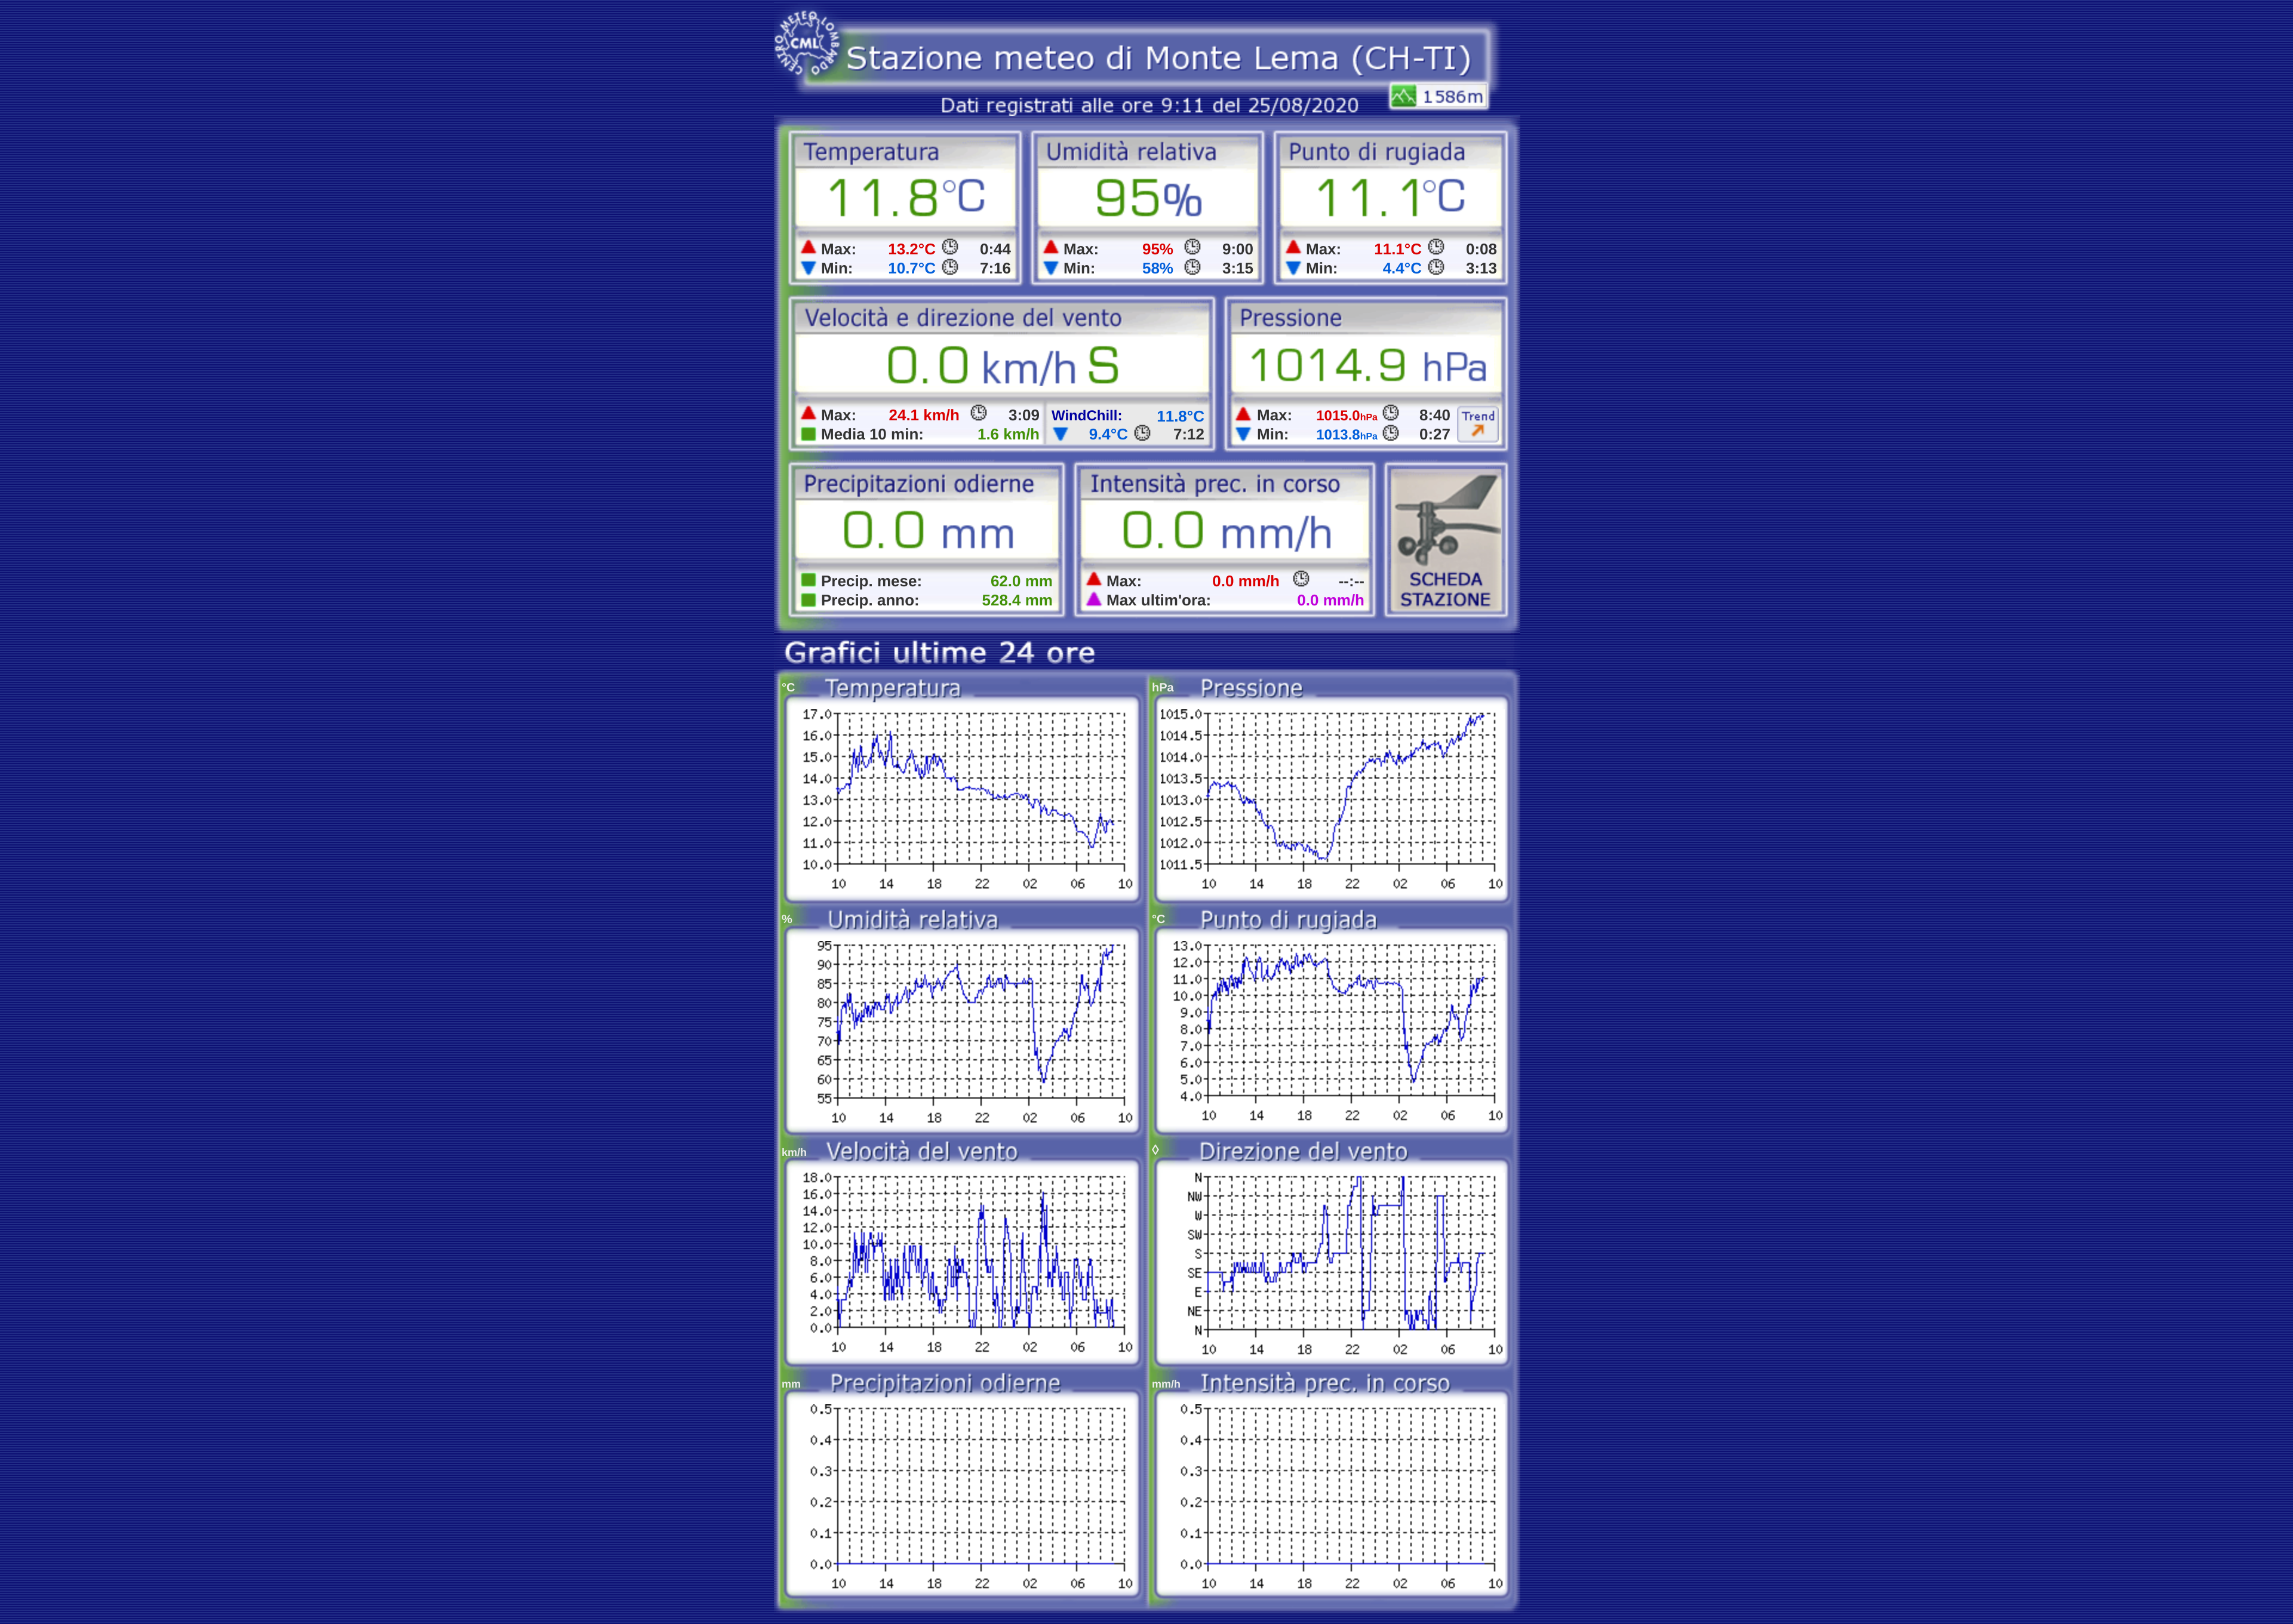 CENTRO METEO LOMBARDO
CML
Stazione meteo di Monte Lema (CH-TI)
Dati registrati alle ore 9:11 del 25/08/2020
1586m
Temperatura Umidità relativa Punto di rugiada
11.8°C 95% 11.1°C
Max: 13.2°C 0:44 Max: 95% 9:00 Max: 11.1°C 0:08
Min: 10.7°C 7:16 Min: 58% 3:15 Min: 4.4°C 3:13
Velocità e direzione del vento Pressione
0.0 km/h S 1014.9 hPa
Max: 24.1 km/h 3:09 WindChill: 11.8°C Max: 1015.0hPa 8:40 Trend
Media 10 min: 1.6 km/h 9.4°C 7:12 Min: 1013.8hPa 0:27
Precipitazioni odierne Intensità prec. in corso
0.0 mm 0.0 mm/h
Precip. mese: 62.0 mm Max: 0.0 mm/h --:-- SCHEDA
Precip. anno: 528.4 mm Max ultim'ora: 0.0 mm/h STAZIONE
Grafici ultime 24 ore
°C Temperatura
17.0
16.0
15.0
14.0
13.0
12.0
11.0
10.0
10 14 18 22 02 06 10
hPa Pressione
1015.0
1014.5
1014.0
1013.5
1013.0
1012.5
1012.0
1011.5
10 14 18 22 02 06 10
% Umidità relativa
95
90
85
80
75
70
65
60
55
10 14 18 22 02 06 10
°C Punto di rugiada
13.0
12.0
11.0
10.0
9.0
8.0
7.0
6.0
5.0
4.0
10 14 18 22 02 06 10
km/h Velocità del vento
18.0
16.0
14.0
12.0
10.0
8.0
6.0
4.0
2.0
0.0
10 14 18 22 02 06 10
◊ Direzione del vento
N
NW
W
SW
S
SE
E
NE
N
10 14 18 22 02 06 10
mm Precipitazioni odierne
0.5
0.4
0.3
0.2
0.1
0.0
10 14 18 22 02 06 10
mm/h Intensità prec. in corso
0.5
0.4
0.3
0.2
0.1
0.0
10 14 18 22 02 06 10